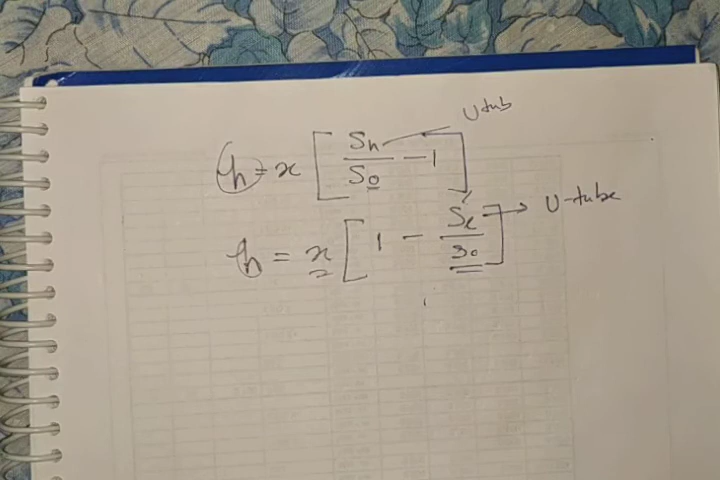 U-tub
h = x [ Sh / So - 1 ]
h = x [ 1 - Sl / So ] → U-tube